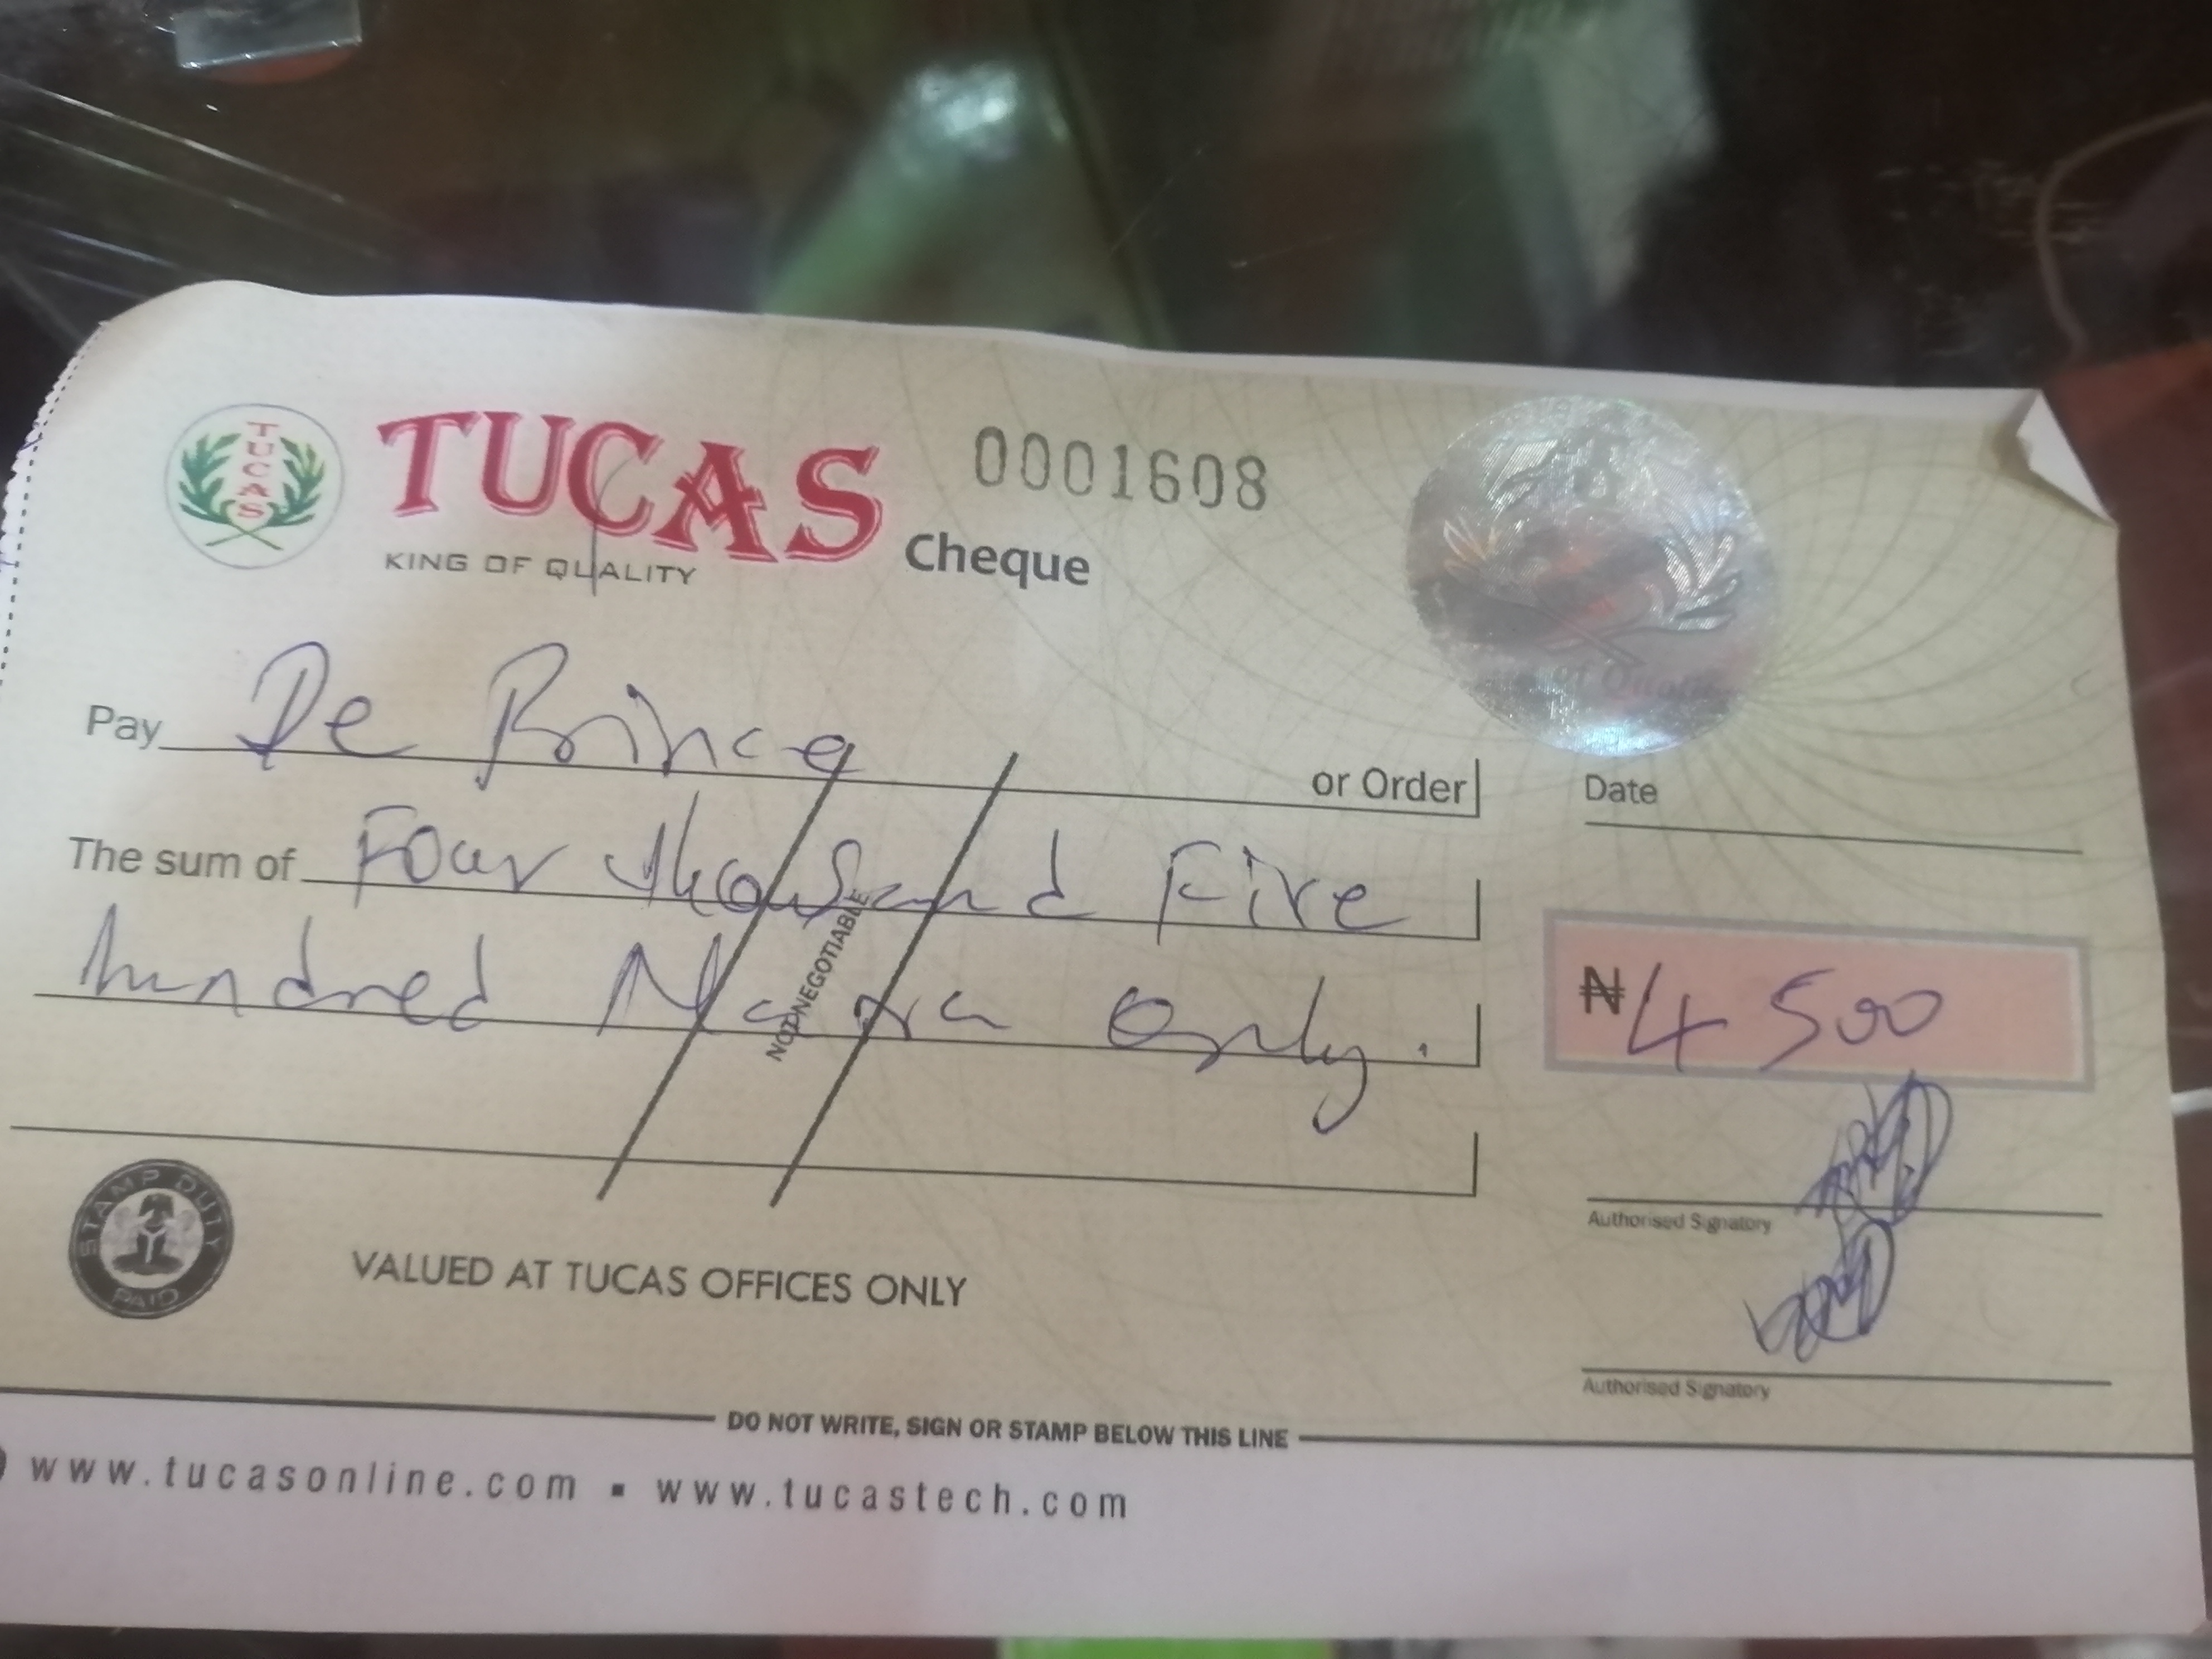 TUCAS
TUCAS
KING OF QUALITY
Cheque
0001608
of Quality
Pay De Prince or Order
Date
The sum of Four thousand Five
hundred Naira Only.
NOT NEGOTIABLE
₦4500
Authorised Signatory
Authorised Signatory
STAMP DUTY
PAID
VALUED AT TUCAS OFFICES ONLY
DO NOT WRITE, SIGN OR STAMP BELOW THIS LINE
www.tucasonline.com ▪ www.tucastech.com